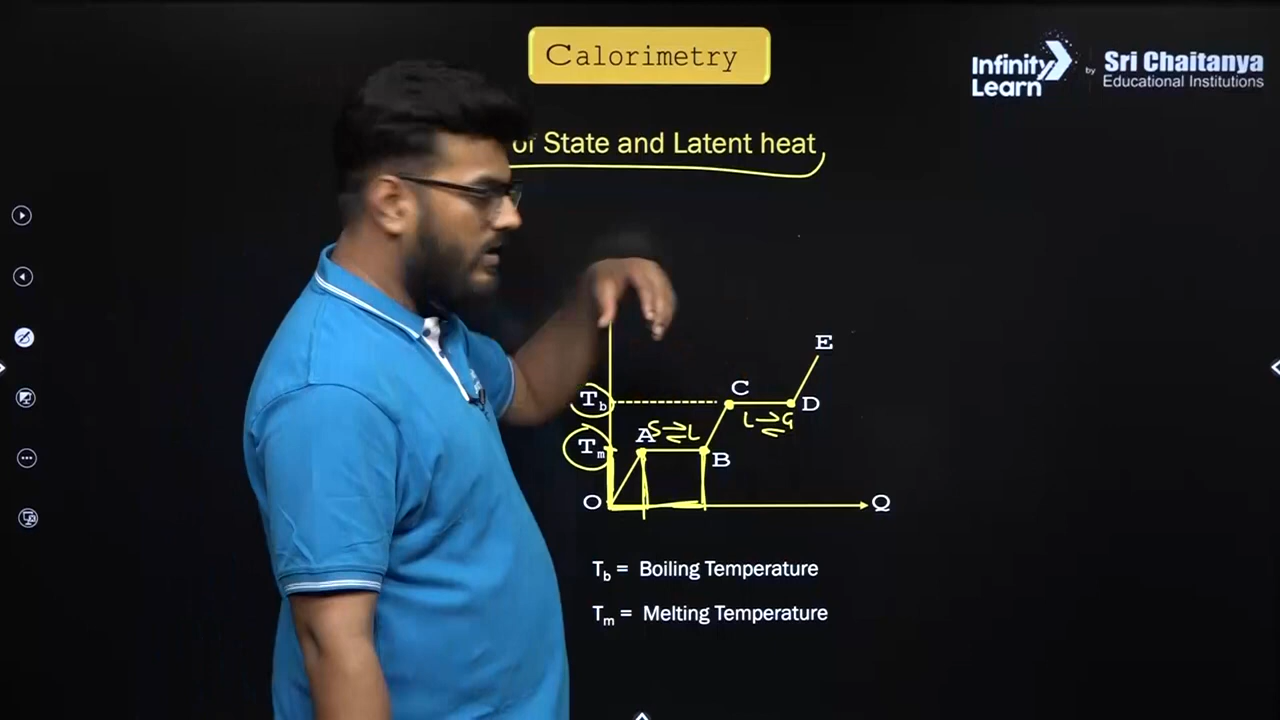 Calorimetry
Infinity Learn by Sri Chaitanya Educational Institutions
of State and Latent heat
E
C
T_b
D
L ⇄ G
A S ⇄ L
T_m
B
O
Q
T_b = Boiling Temperature
T_m = Melting Temperature